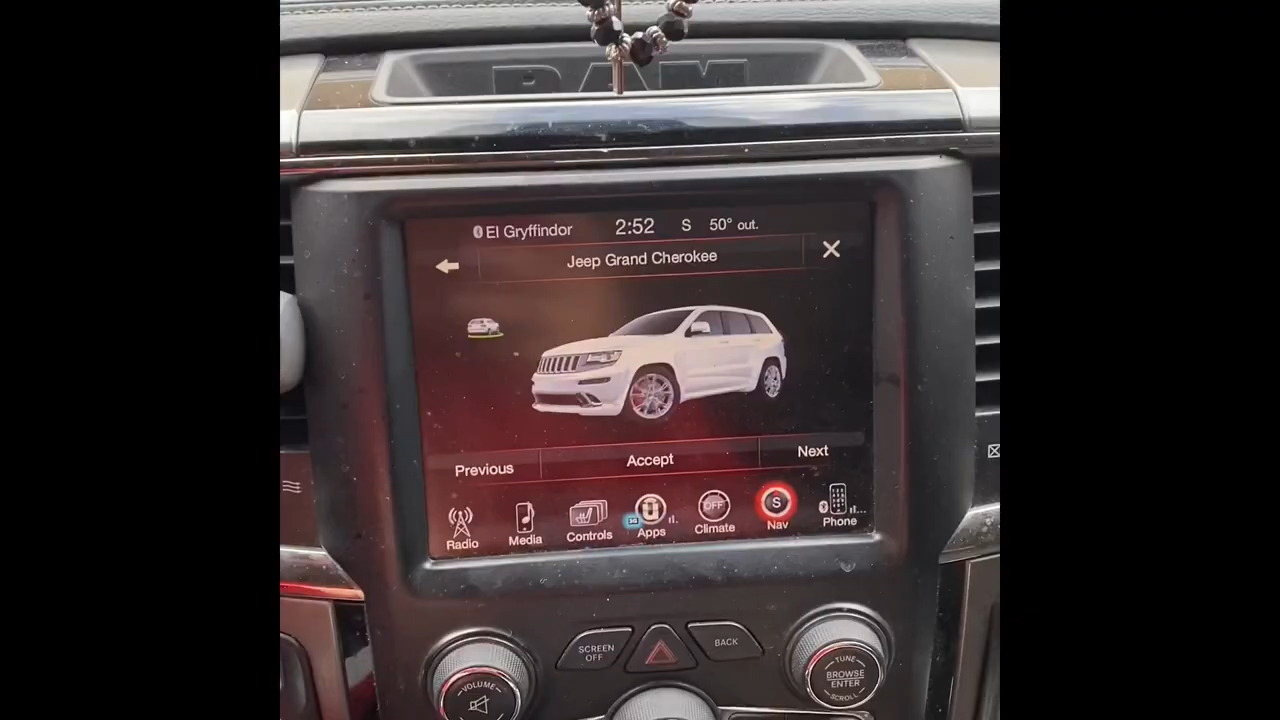 RAM
El Gryffindor 2:52 S 50° out.
Jeep Grand Cherokee
Previous Accept Next
Radio Media Controls 3G Apps OFF Climate S Nav Phone
SCREEN OFF
BACK
VOLUME
TUNE
BROWSE
ENTER
SCROLL